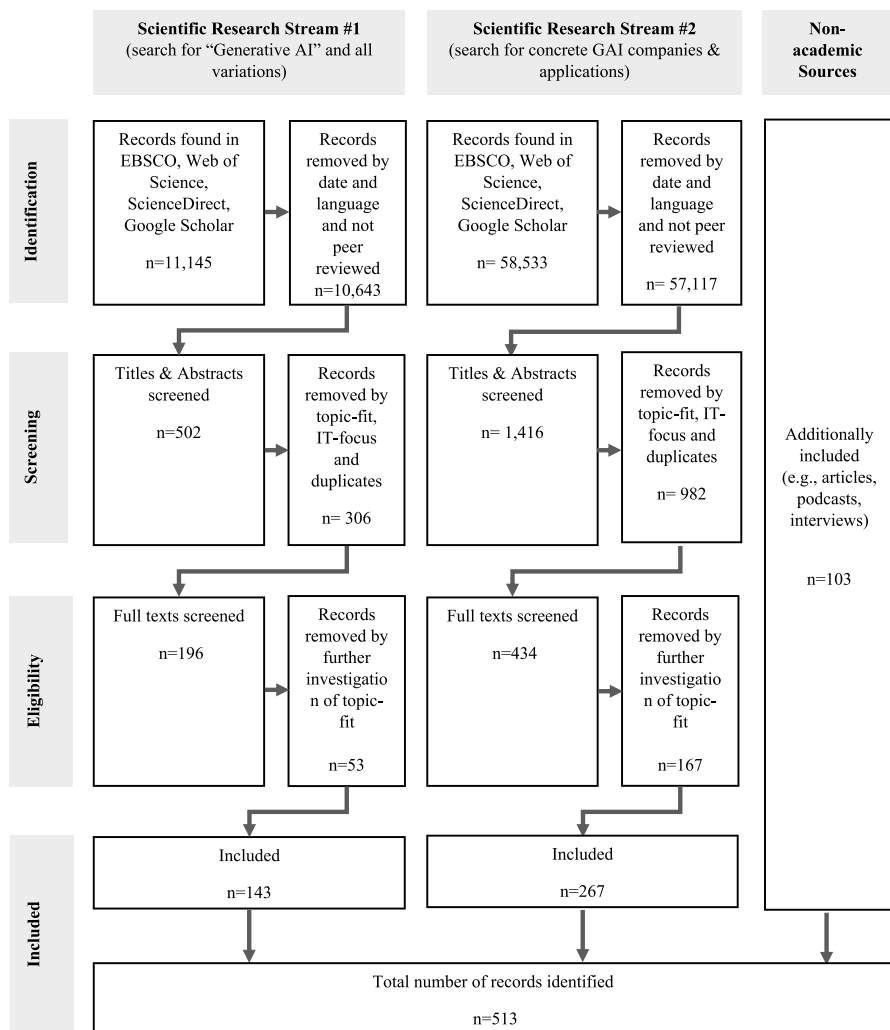 Scientific Research Stream #1
(search for “Generative AI” and all
variations)
Scientific Research Stream #2
(search for concrete GAI companies &
applications)
Non-
academic
Sources
Identification
Records found in
EBSCO, Web of
Science,
ScienceDirect,
Google Scholar
n=11,145
Records
removed by
date and
language
and not
peer
reviewed
n=10,643
Records found in
EBSCO, Web of
Science,
ScienceDirect,
Google Scholar
n= 58,533
Records
removed by
date and
language
and not peer
reviewed
n= 57,117
Screening
Titles & Abstracts
screened
n=502
Records
removed by
topic-fit,
IT-focus
and
duplicates
n= 306
Titles & Abstracts
screened
n= 1,416
Records
removed by
topic-fit, IT-
focus and
duplicates
n= 982
Additionally
included
(e.g., articles,
podcasts,
interviews)
n=103
Eligibility
Full texts screened
n=196
Records
removed by
further
investigatio
n of topic-
fit
n=53
Full texts screened
n=434
Records
removed by
further
investigatio
n of topic-
fit
n=167
Included
Included
n=143
Included
n=267
Total number of records identified
n=513